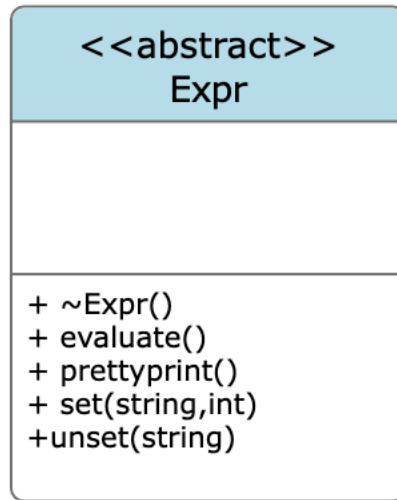 <<abstract>>
Expr
+ ~Expr()
+ evaluate()
+ prettyprint()
+ set(string,int)
+unset(string)